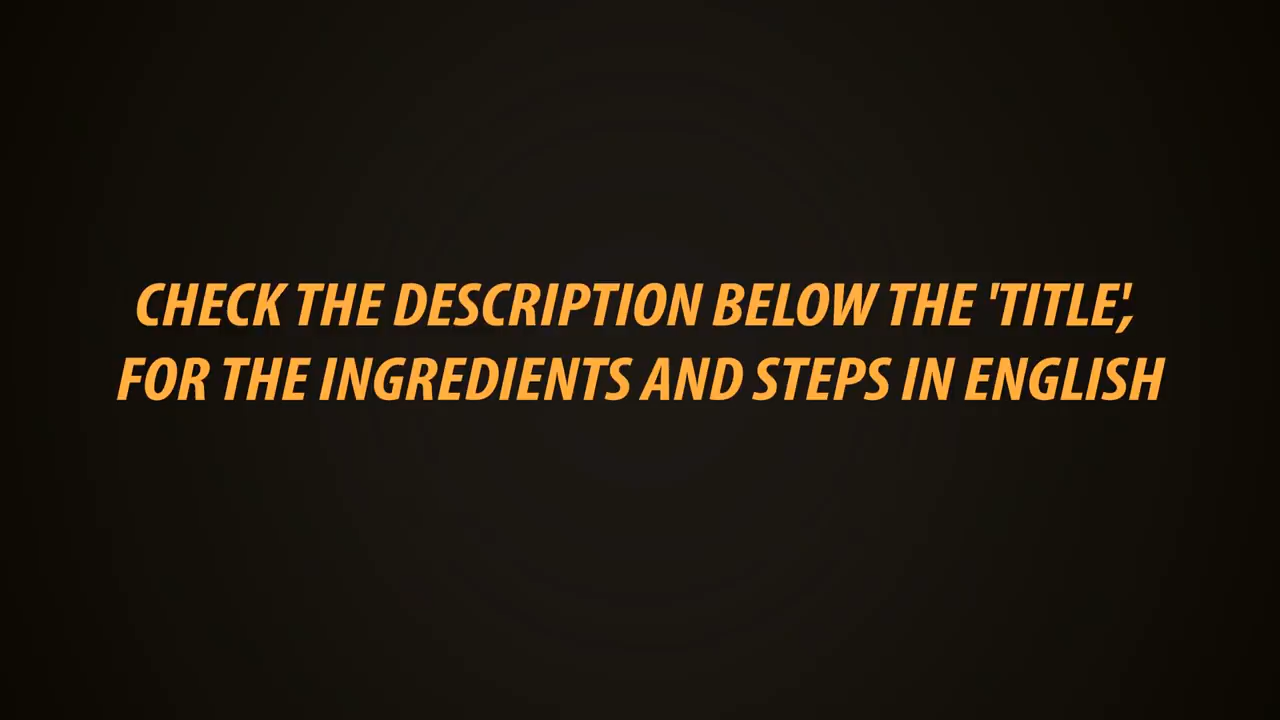 CHECK THE DESCRIPTION BELOW THE 'TITLE',
FOR THE INGREDIENTS AND STEPS IN ENGLISH